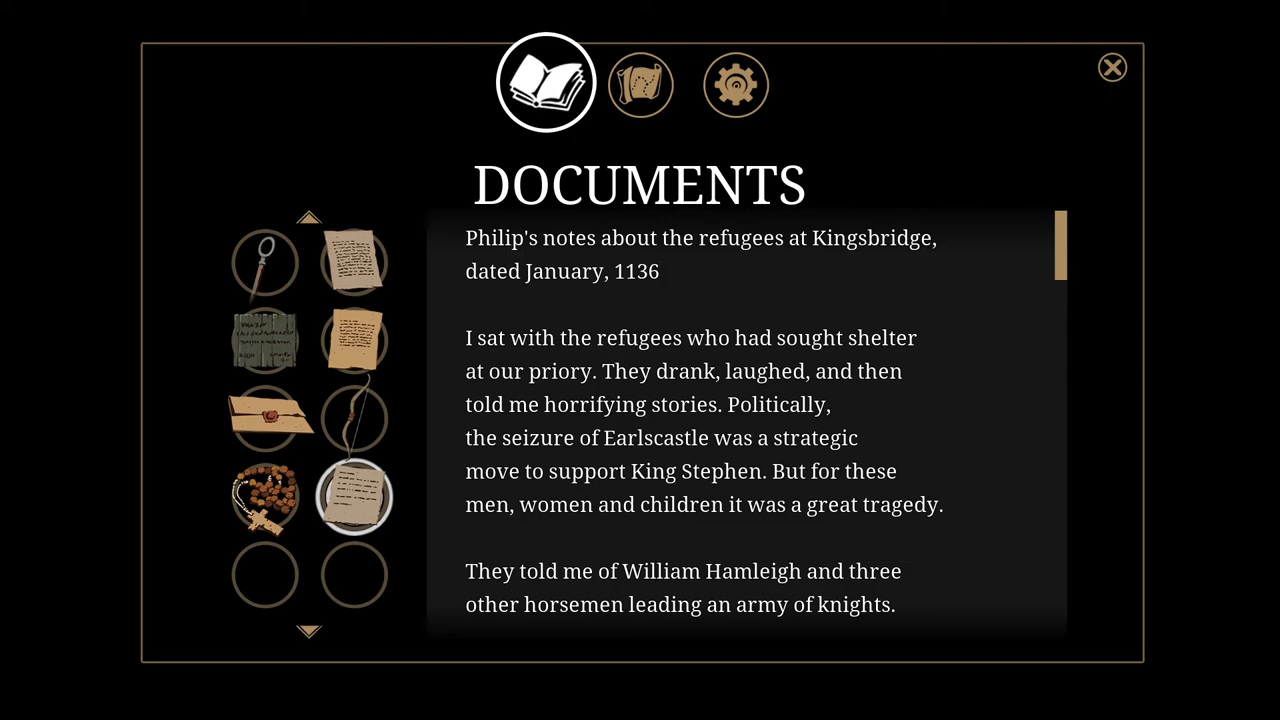 DOCUMENTS
Philip's notes about the refugees at Kingsbridge,
dated January, 1136
I sat with the refugees who had sought shelter
at our priory. They drank, laughed, and then
told me horrifying stories. Politically,
the seizure of Earlscastle was a strategic
move to support King Stephen. But for these
men, women and children it was a great tragedy.
They told me of William Hamleigh and three
other horsemen leading an army of knights.